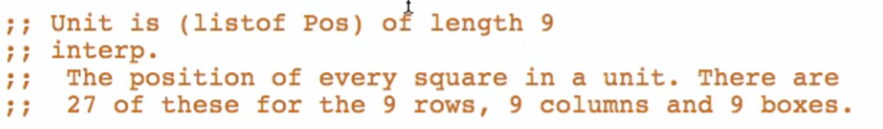 ;; Unit is (listof Pos) of length 9
;; interp.
;;  The position of every square in a unit. There are
;;  27 of these for the 9 rows, 9 columns and 9 boxes.